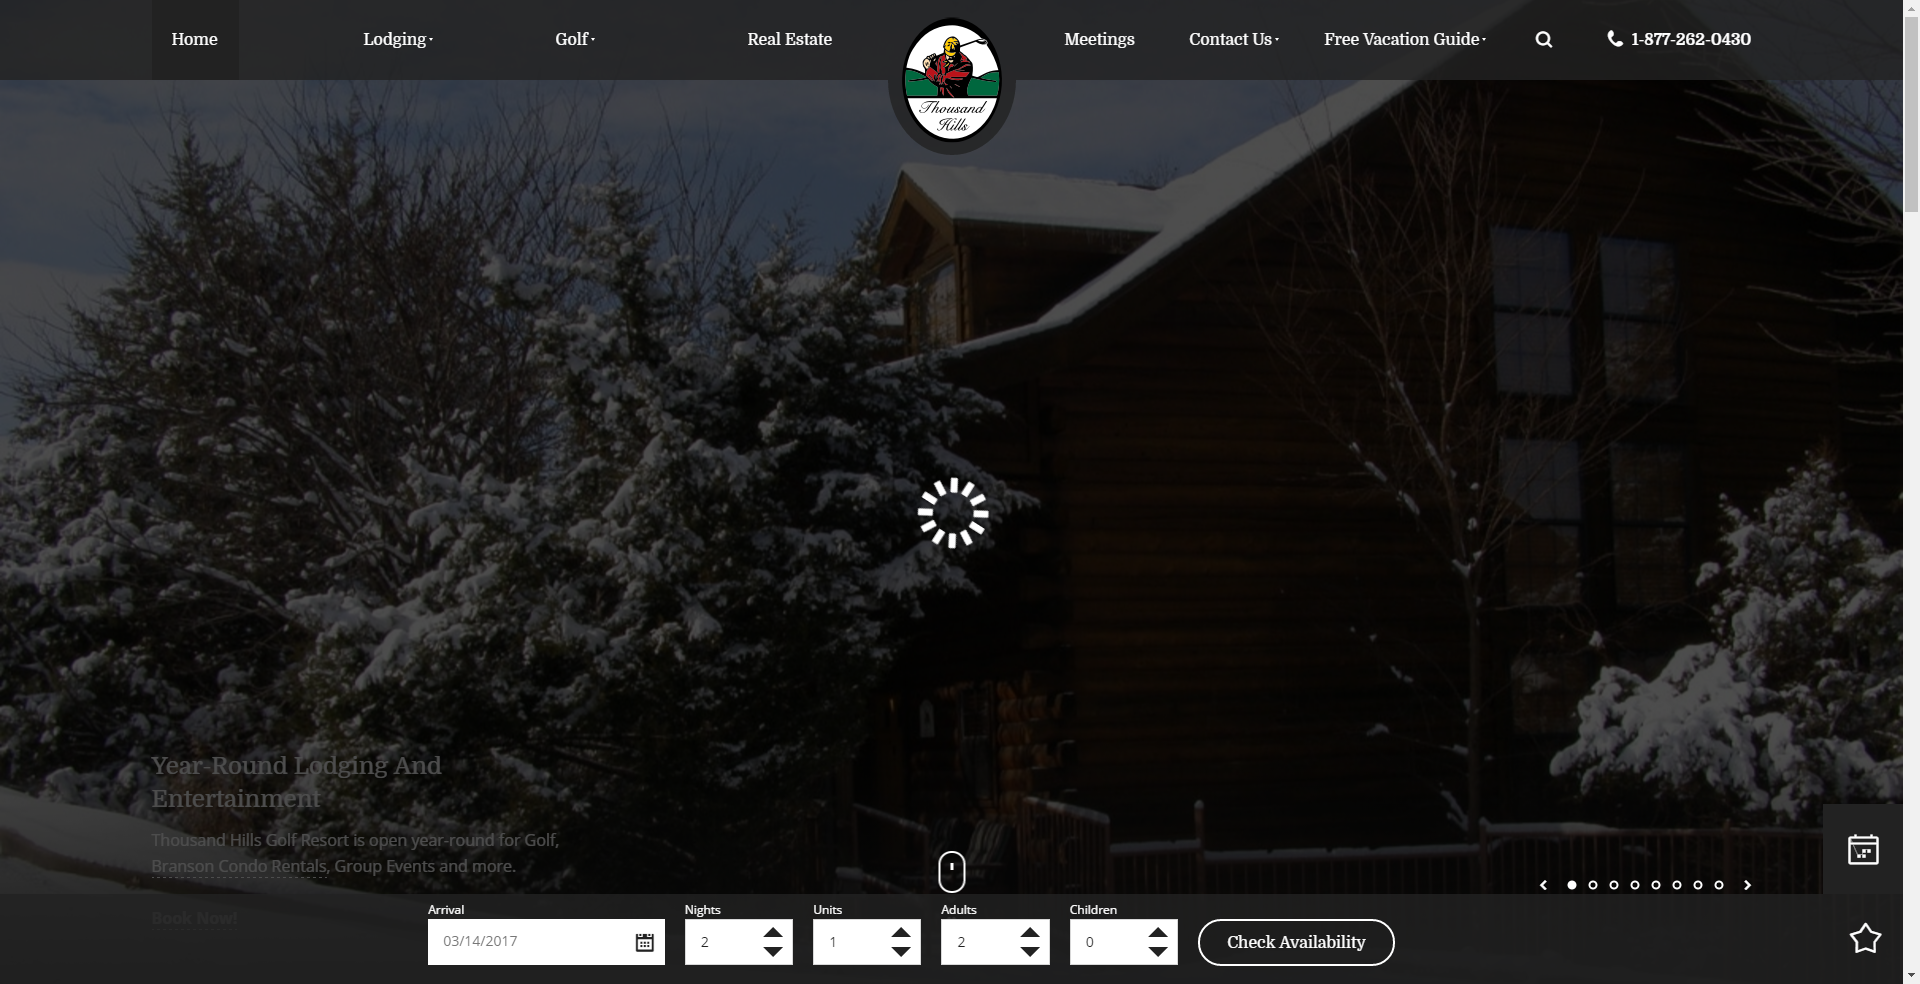 Home
Lodging
Golf
Real Estate
Thousand
Hills
Meetings
Contact Us
Free Vacation Guide
1-877-262-0430
Year-Round Lodging And
Entertainment
Thousand Hills Golf Resort is open year-round for Golf,
Branson Condo Rentals, Group Events and more.
Book Now!
Arrival
03/14/2017
Nights
2
Units
1
Adults
2
Children
0
Check Availability